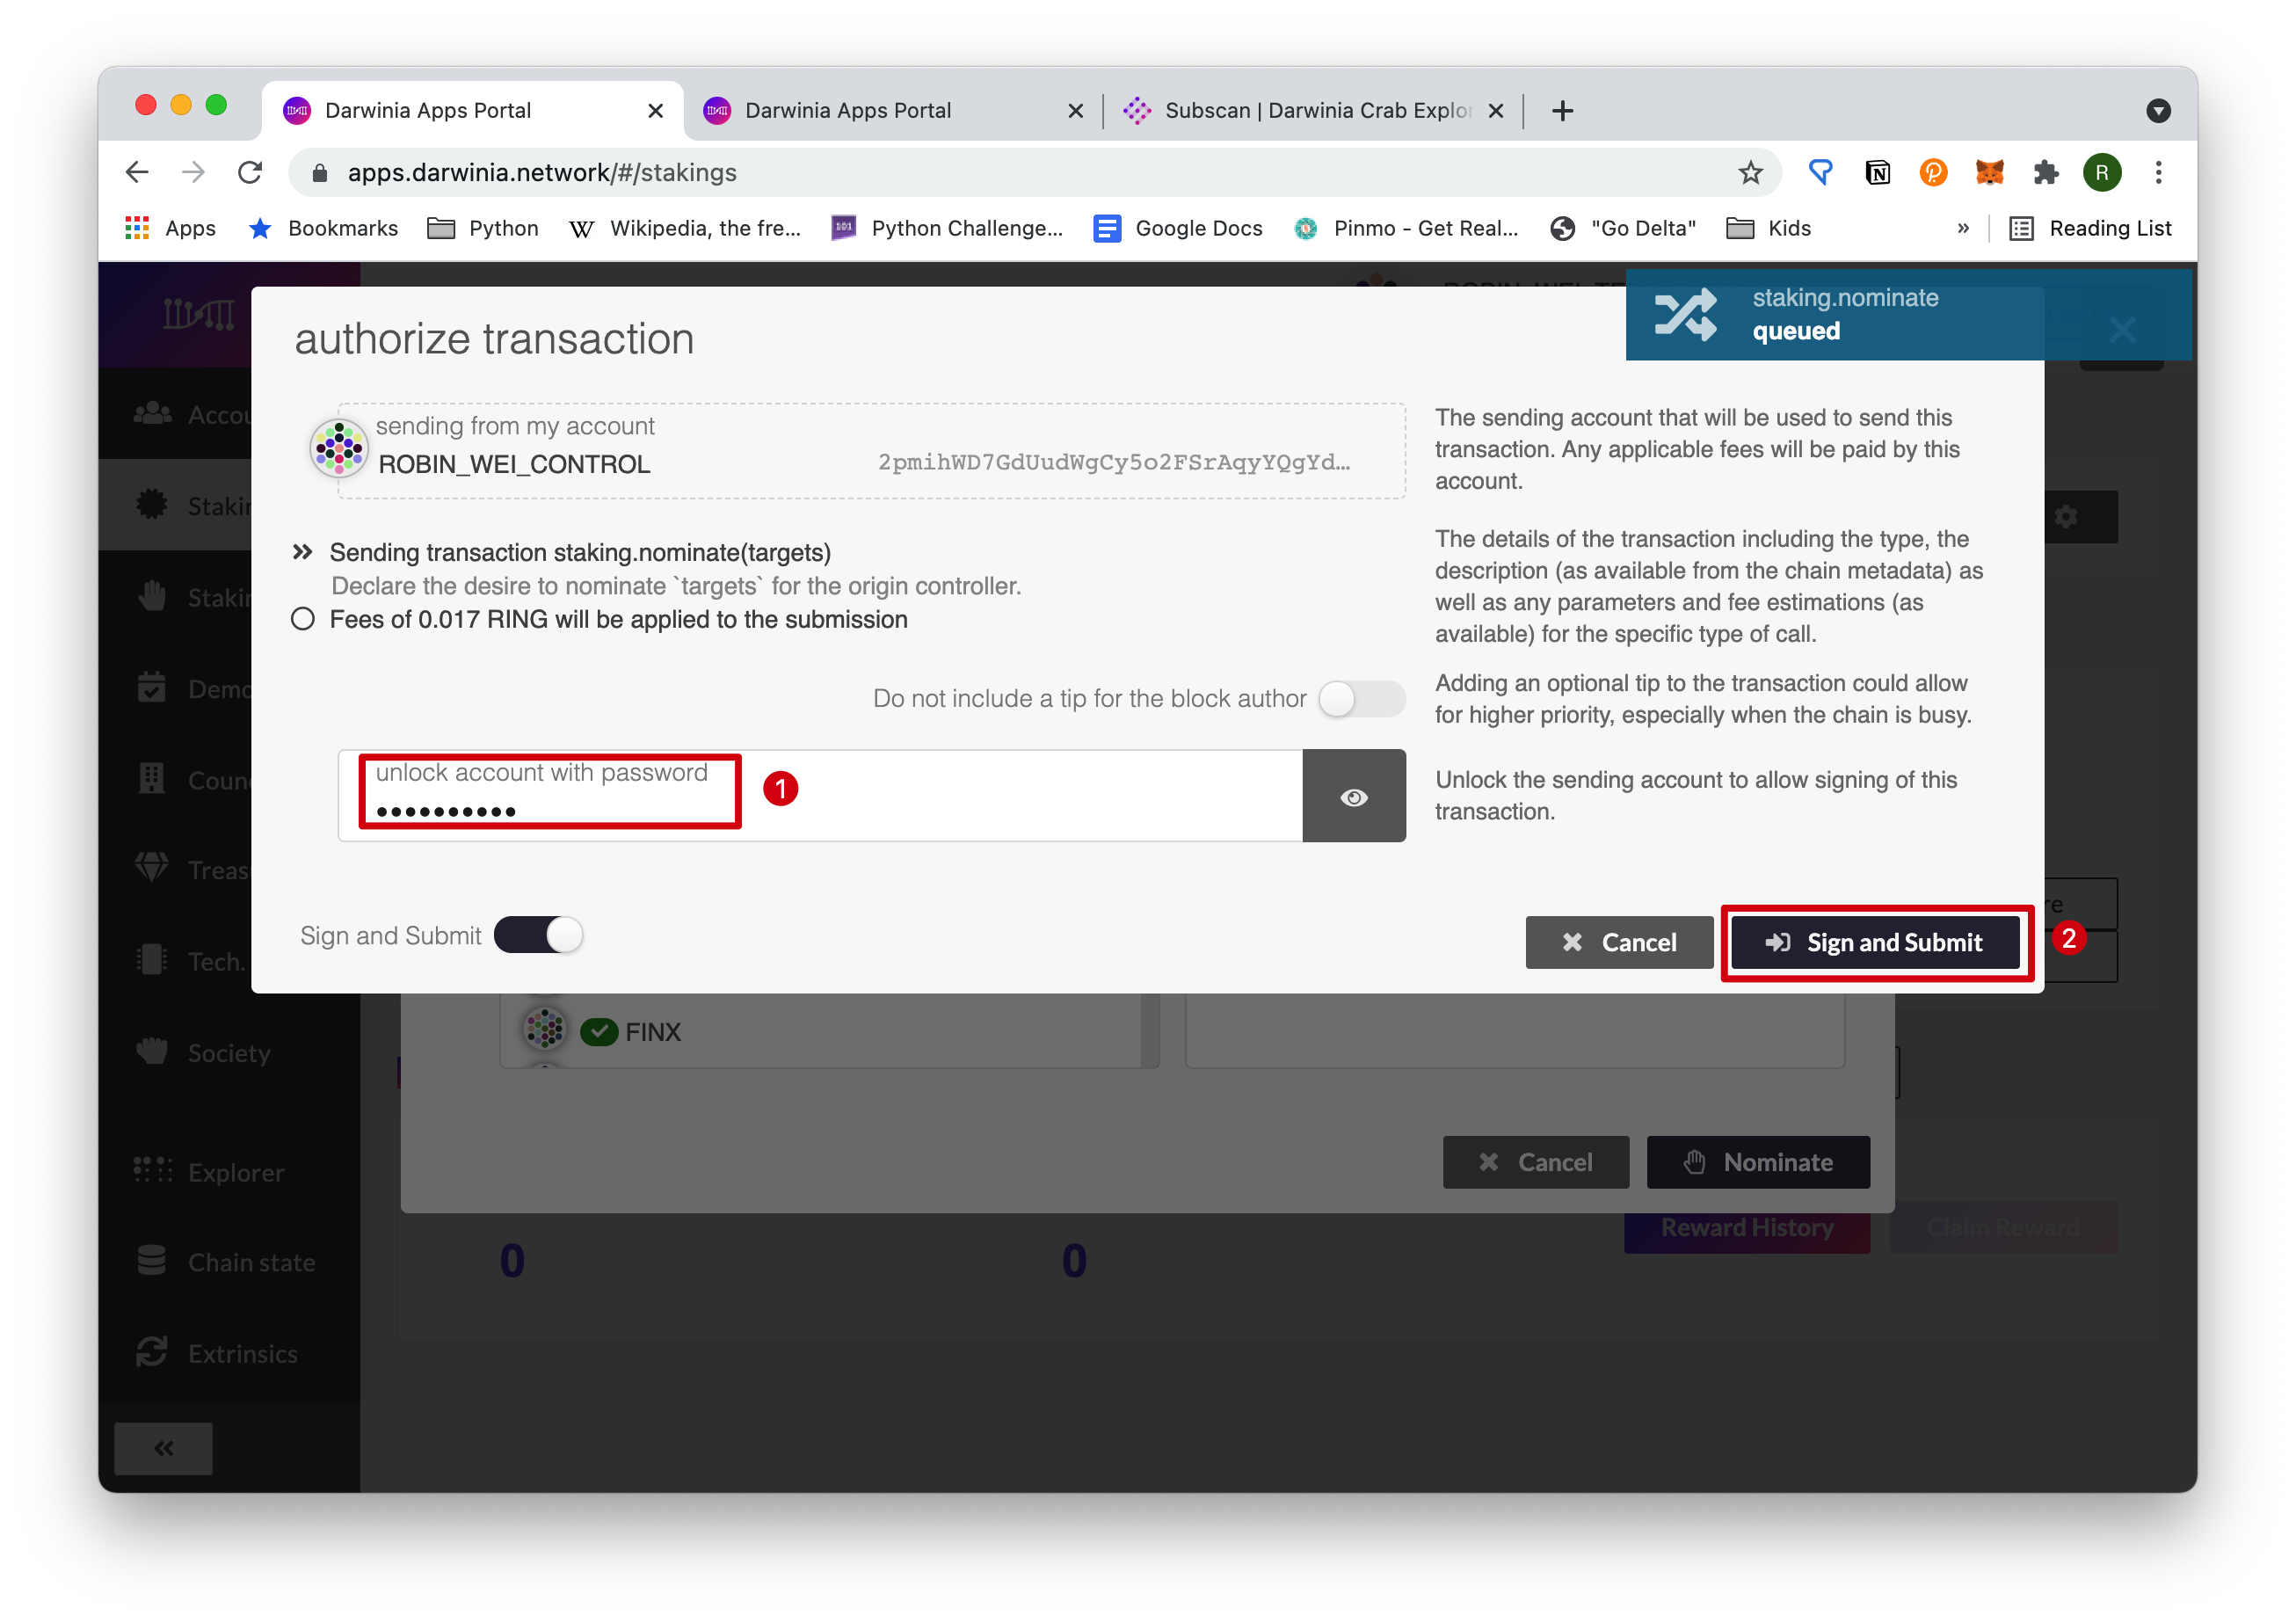 Darwinia Apps Portal
Darwinia Apps Portal
Subscan | Darwinia Crab Explor
apps.darwinia.network/#/stakings
R
Apps
Bookmarks
Python
Wikipedia, the fre...
Python Challenge...
Google Docs
Pinmo - Get Real...
"Go Delta"
Kids
»
Reading List
staking.nominate
queued
authorize transaction
sending from my account
ROBIN_WEI_CONTROL
2pmihWD7GdUudWgCy5o2FSrAqyYQgYd…
The sending account that will be used to send this
transaction. Any applicable fees will be paid by this
account.
Sending transaction staking.nominate(targets)
Declare the desire to nominate `targets` for the origin controller.
Fees of 0.017 RING will be applied to the submission
The details of the transaction including the type, the
description (as available from the chain metadata) as
well as any parameters and fee estimations (as
available) for the specific type of call.
Do not include a tip for the block author
Adding an optional tip to the transaction could allow
for higher priority, especially when the chain is busy.
unlock account with password
••••••••••
1
Unlock the sending account to allow signing of this
transaction.
Sign and Submit
Cancel
Sign and Submit
2
Accou
Stakin
Stakin
Demo
Counc
Treas
Tech.
Society
Explorer
Chain state
Extrinsics
FINX
Cancel
Nominate
0
0
Reward History
Claim Reward